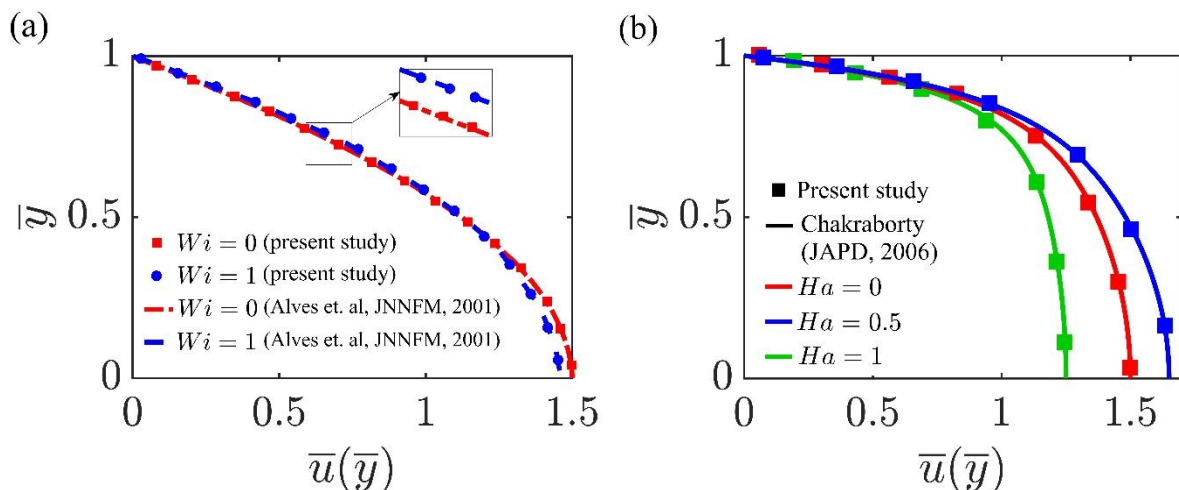 (a)
1
0.5
0
y̅
Wi = 0 (present study)
Wi = 1 (present study)
Wi = 0 (Alves et. al, JNNFM, 2001)
Wi = 1 (Alves et. al, JNNFM, 2001)
0
0.5
1
1.5
u̅(y̅)
(b)
1
0.5
0
y̅
Present study
Chakraborty
(JAPD, 2006)
Ha = 0
Ha = 0.5
Ha = 1
0
0.5
1
1.5
u̅(y̅)